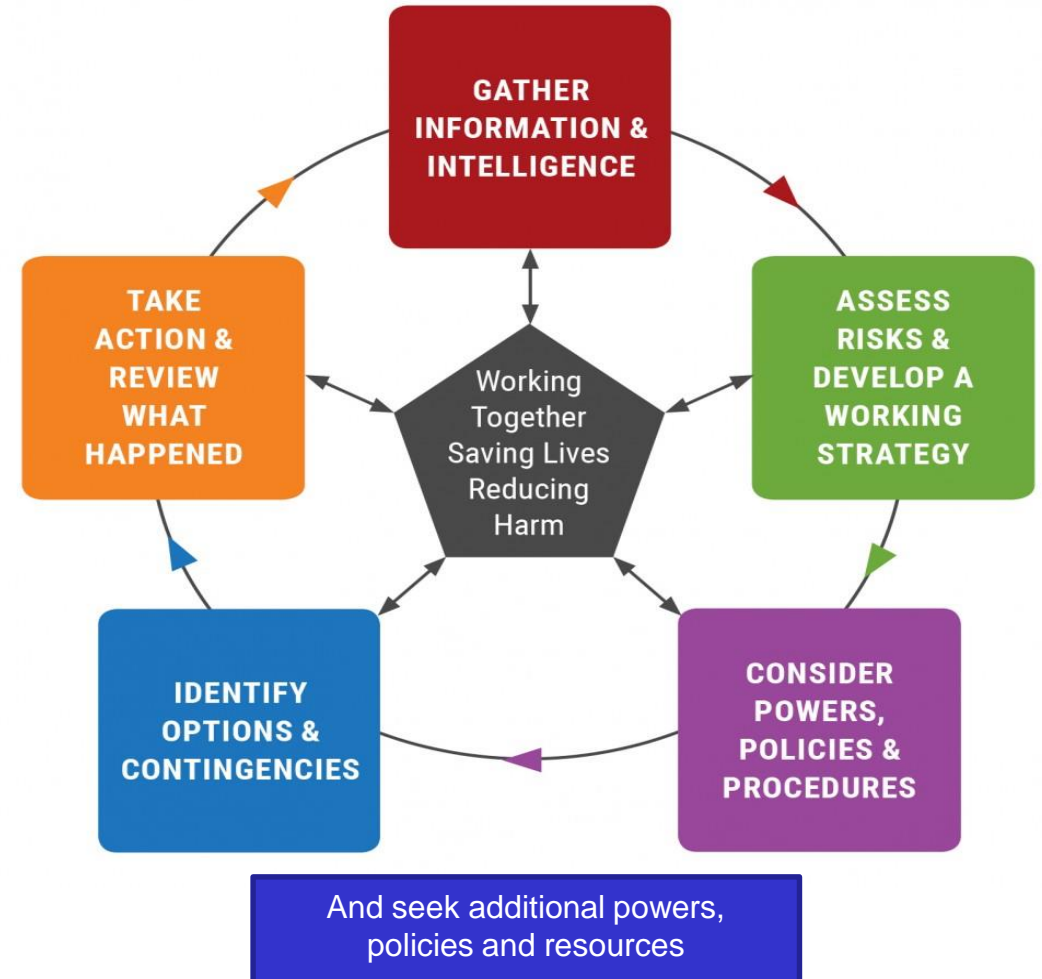 GATHER
INFORMATION &
INTELLIGENCE
ASSESS
RISKS &
DEVELOP A
WORKING
STRATEGY
CONSIDER
POWERS,
POLICIES &
PROCEDURES
IDENTIFY
OPTIONS &
CONTINGENCIES
TAKE
ACTION &
REVIEW
WHAT
HAPPENED
Working
Together
Saving Lives
Reducing
Harm
And seek additional powers,
policies and resources